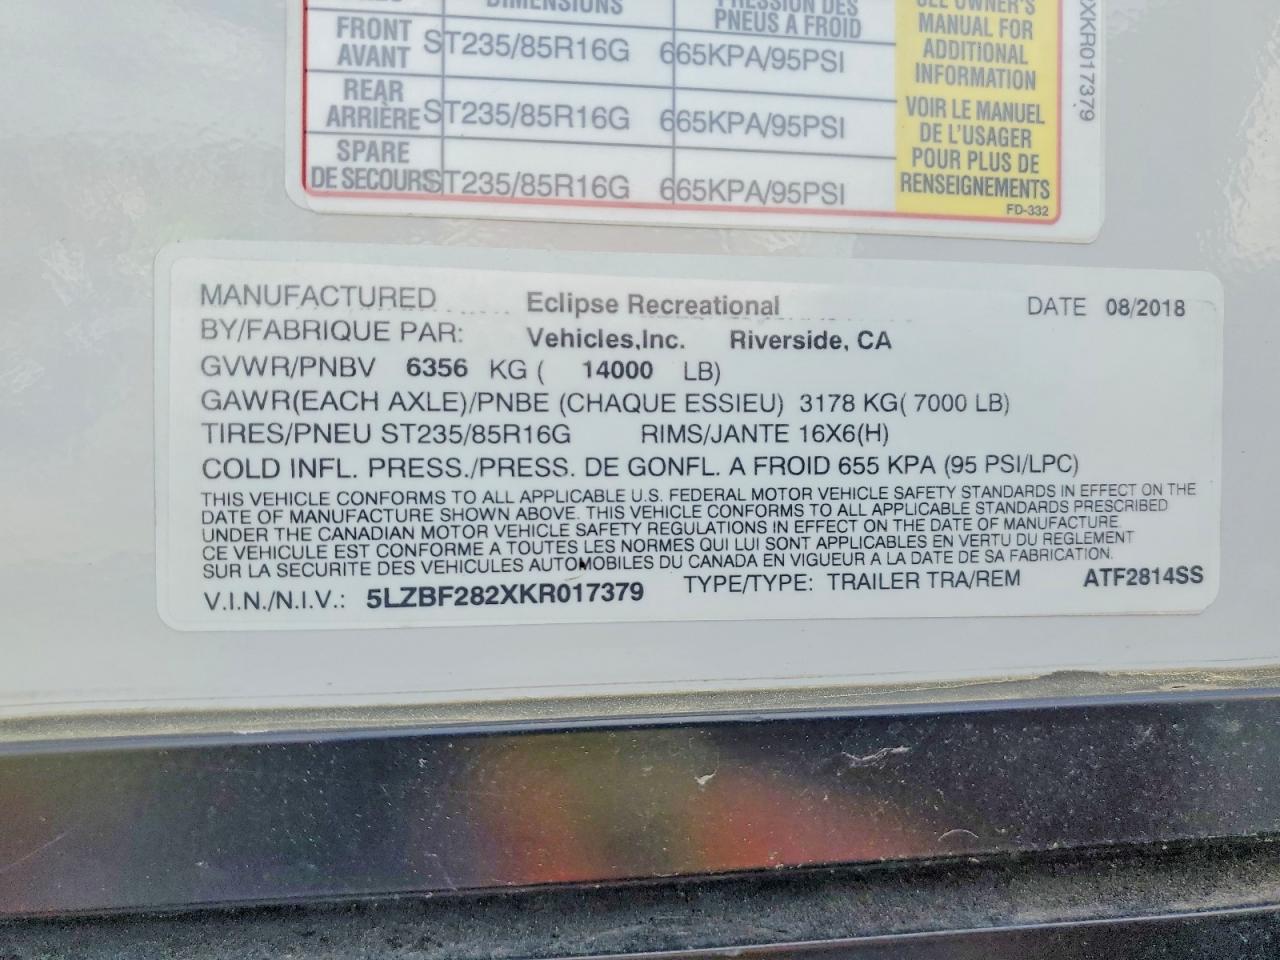 DIMENSIONS PRESSION DES
PNEUS A FROID
FRONT
AVANT ST235/85R16G 665KPA/95PSI
REAR
ARRIÈRE ST235/85R16G 665KPA/95PSI
SPARE
DE SECOURS ST235/85R16G 665KPA/95PSI
SEE OWNER'S
MANUAL FOR
ADDITIONAL
INFORMATION
VOIR LE MANUEL
DE L'USAGER
POUR PLUS DE
RENSEIGNEMENTS
FD-332
XKR017379
MANUFACTURED Eclipse Recreational DATE 08/2018
BY/FABRIQUE PAR: Vehicles,Inc. Riverside, CA
GVWR/PNBV 6356 KG ( 14000 LB)
GAWR(EACH AXLE)/PNBE (CHAQUE ESSIEU) 3178 KG( 7000 LB)
TIRES/PNEU ST235/85R16G RIMS/JANTE 16X6(H)
COLD INFL. PRESS./PRESS. DE GONFL. A FROID 655 KPA (95 PSI/LPC)
THIS VEHICLE CONFORMS TO ALL APPLICABLE U.S. FEDERAL MOTOR VEHICLE SAFETY STANDARDS IN EFFECT ON THE
DATE OF MANUFACTURE SHOWN ABOVE. THIS VEHICLE CONFORMS TO ALL APPLICABLE STANDARDS PRESCRIBED
UNDER THE CANADIAN MOTOR VEHICLE SAFETY REGULATIONS IN EFFECT ON THE DATE OF MANUFACTURE.
CE VEHICULE EST CONFORME A TOUTES LES NORMES QUI LUI SONT APPLICABLES EN VERTU DU REGLEMENT
SUR LA SECURITE DES VEHICULES AUTOMOBILES DU CANADA EN VIGUEUR A LA DATE DE SA FABRICATION.
V.I.N./N.I.V.: 5LZBF282XKR017379 TYPE/TYPE: TRAILER TRA/REM ATF2814SS